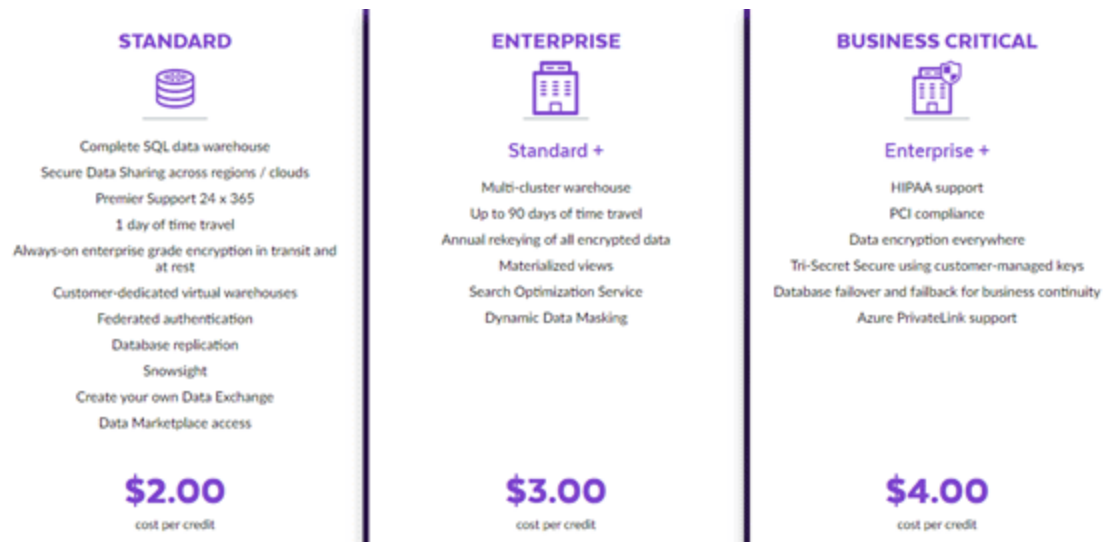 STANDARD
Complete SQL data warehouse
Secure Data Sharing across regions / clouds
Premier Support 24 x 365
1 day of time travel
Always-on enterprise grade encryption in transit and
at rest
Customer-dedicated virtual warehouses
Federated authentication
Database replication
Snowsight
Create your own Data Exchange
Data Marketplace access
$2.00
cost per credit
ENTERPRISE
Standard +
Multi-cluster warehouse
Up to 90 days of time travel
Annual rekeying of all encrypted data
Materialized views
Search Optimization Service
Dynamic Data Masking
$3.00
cost per credit
BUSINESS CRITICAL
Enterprise +
HIPAA support
PCI compliance
Data encryption everywhere
Tri-Secret Secure using customer-managed keys
Database failover and failback for business continuity
Azure PrivateLink support
$4.00
cost per credit